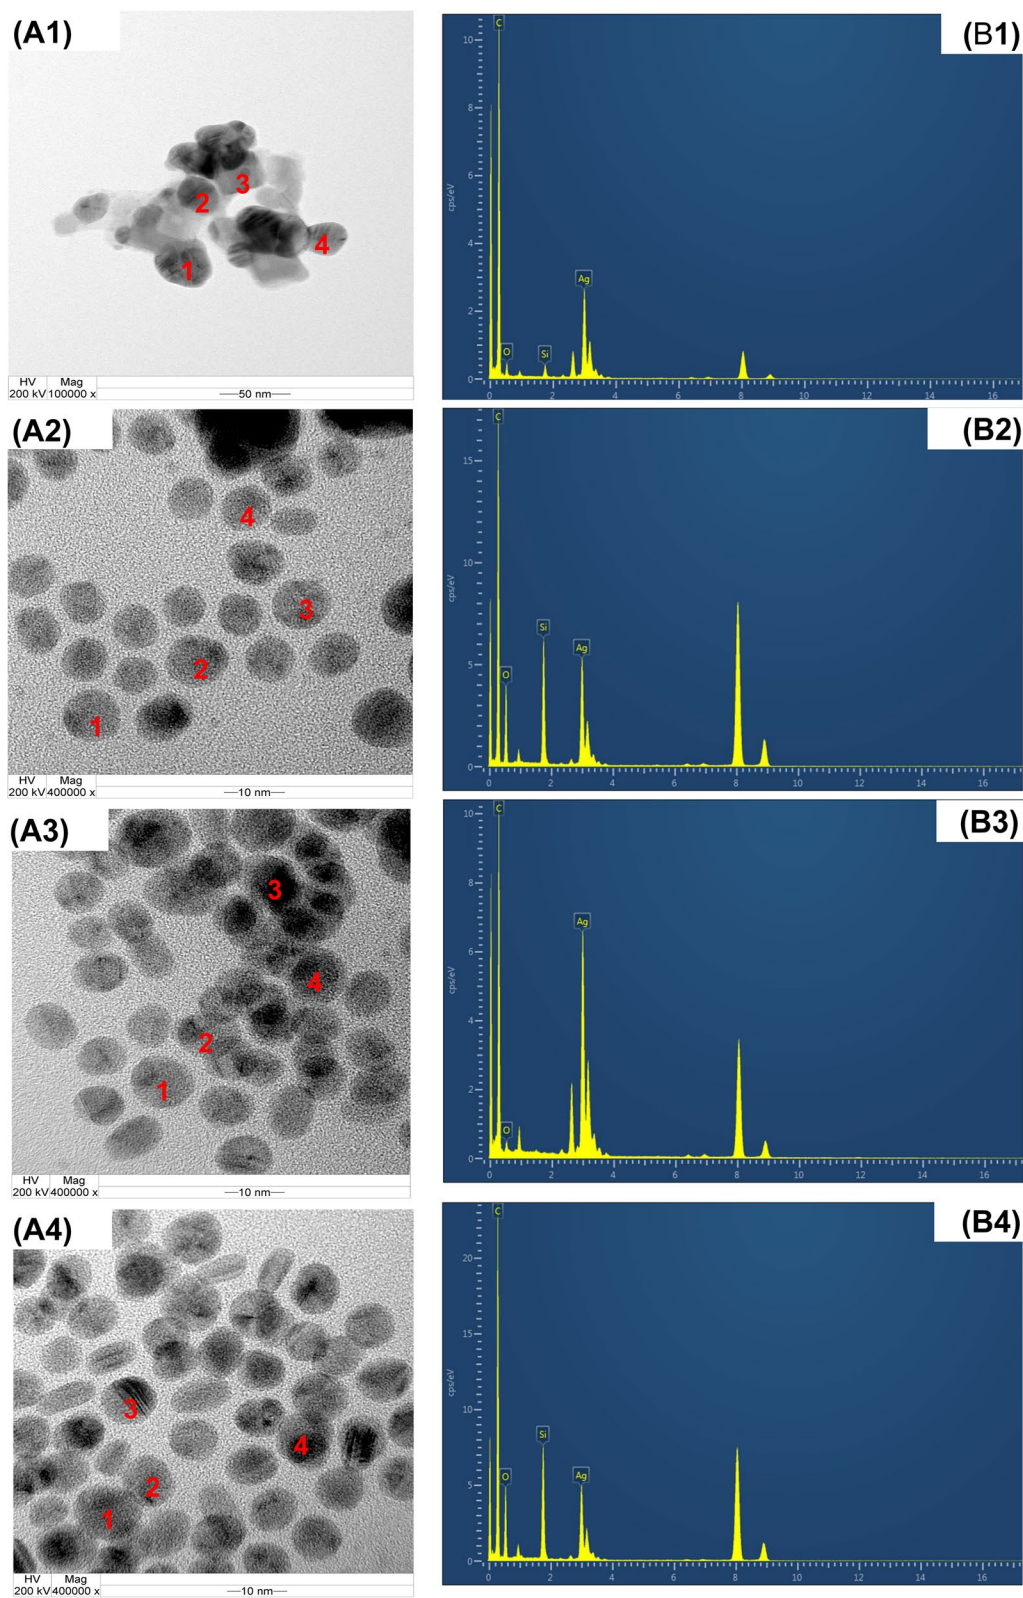 (A1)
3
2
4
1
HV Mag
200 kV 100000 x 50 nm
(B1)
C
10
8
6
cps/eV
4
Ag
2
O Si
0
0 2 4 6 8 10 12 14 16
(A2)
4
3
2
1
HV Mag
200 kV 400000 x 10 nm
(B2)
C
15
10
cps/eV
Si
Ag
5
O
0
0 2 4 6 8 10 12 14 16
(A3)
3
4
2
1
HV Mag
200 kV 400000 x 10 nm
(B3)
C
10
8
Ag
6
cps/eV
4
2
O
0
0 2 4 6 8 10 12 14 16
(A4)
3
4
2
1
HV Mag
200 kV 400000 x 10 nm
(B4)
C
20
15
cps/eV
10
Si
O Ag
5
0
0 2 4 6 8 10 12 14 16